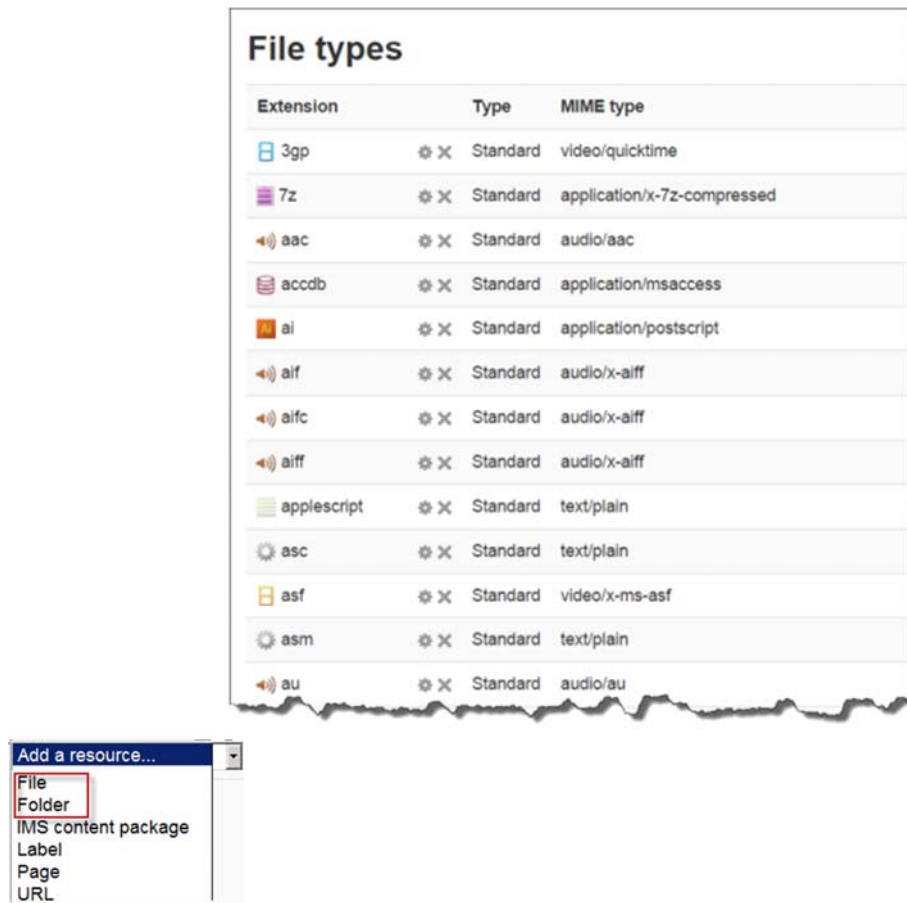 File types
Extension Type MIME type
3gp Standard video/quicktime
7z Standard application/x-7z-compressed
aac Standard audio/aac
accdb Standard application/msaccess
Ai ai Standard application/postscript
aif Standard audio/x-aiff
aifc Standard audio/x-aiff
aiff Standard audio/x-aiff
applescript Standard text/plain
asc Standard text/plain
asf Standard video/x-ms-asf
asm Standard text/plain
au Standard audio/au
Add a resource...
File
Folder
IMS content package
Label
Page
URL